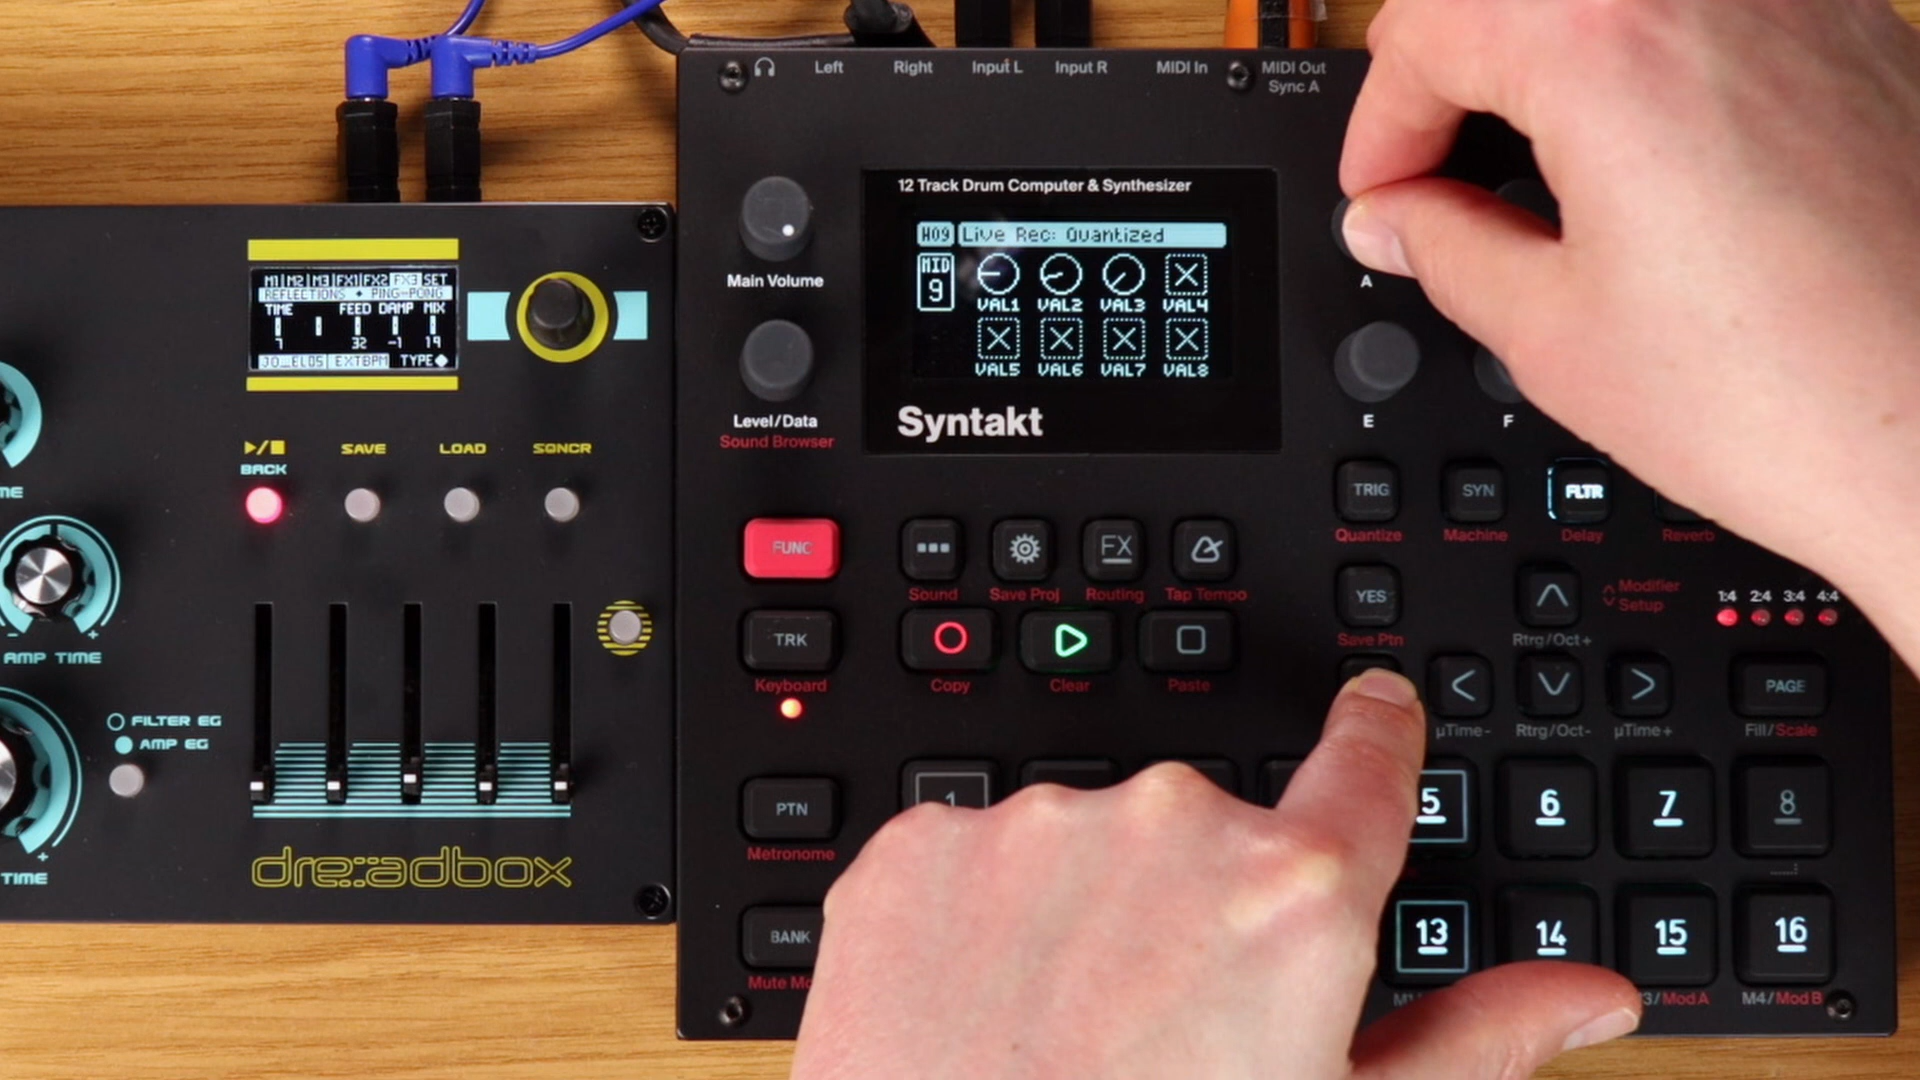 Left
Right
Input L
Input R
MIDI In
MIDI Out
Sync A
12 Track Drum Computer & Synthesizer
H09
Live Rec: Quantized
MID
9
VAL1
VAL2
VAL3
VAL4
VAL5
VAL6
VAL7
VAL8
Syntakt
Main Volume
Level/Data
Sound Browser
A
E
F
M1|M2|M3|FX1|FX2|FX3|SET
REFLECTIONS
PING-PONG
TIME
FEED
DAMP
MIX
7
32
-1
19
EXTBPM
TYPE
BACK
SAVE
LOAD
SQNCR
AMP TIME
TIME
FILTER EG
AMP EG
dreadbox
FUNC
FX
Sound
Save Proj
Routing
Tap Tempo
TRK
Keyboard
Copy
Clear
Paste
PTN
Metronome
BANK
TRIG
SYN
FLTR
Quantize
Machine
Delay
Reverb
YES
Save Ptn
Modifier
Setup
1:4
2:4
3:4
4:4
Rtrg/Oct+
µTime-
Rtrg/Oct-
µTime+
PAGE
Fill/Scale
1
5
6
7
8
13
14
15
16
3/Mod A
M4/Mod B